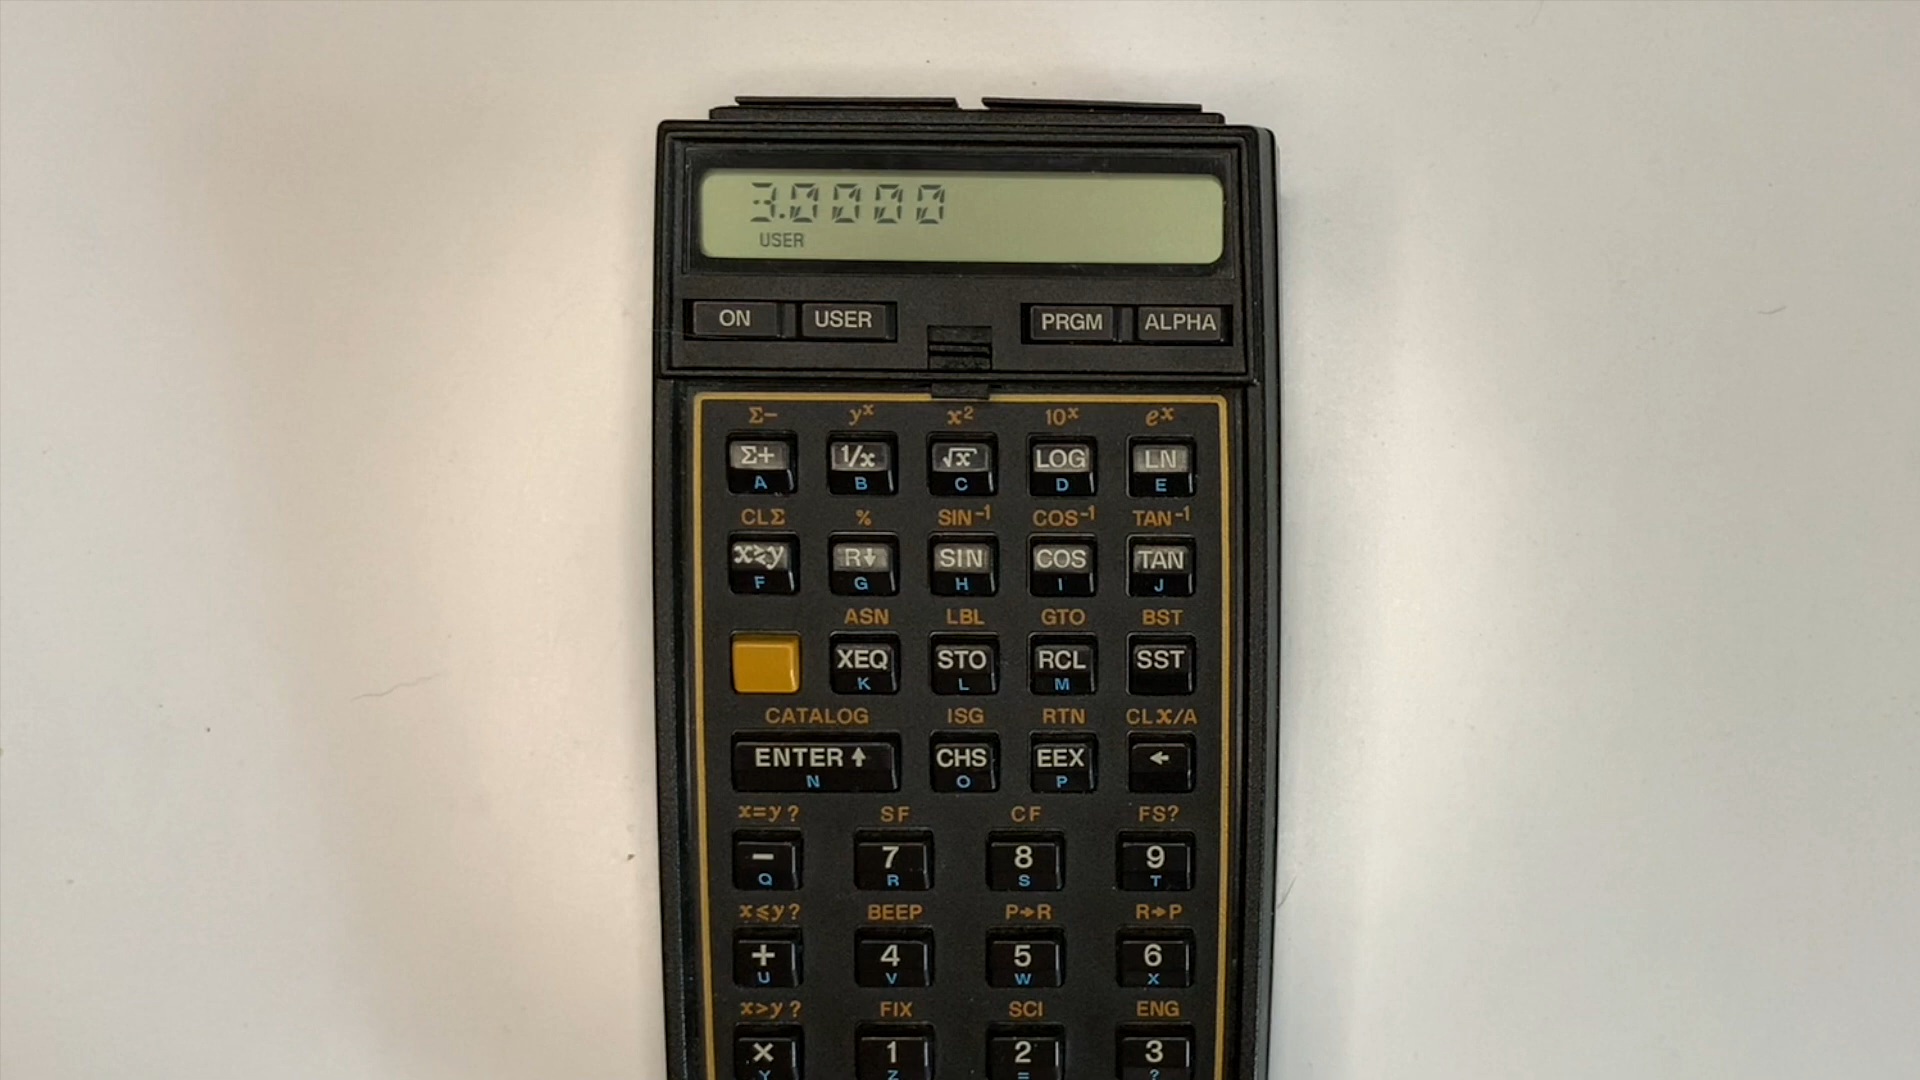 3.0000
USER
ON USER PRGM ALPHA
Σ− yˣ x² 10ˣ eˣ
Σ+ 1/x √x LOG LN
A B C D E
CLΣ % SIN⁻¹ COS⁻¹ TAN⁻¹
x≷y R↓ SIN COS TAN
F G H I J
ASN LBL GTO BST
XEQ STO RCL SST
K L M
CATALOG ISG RTN CLX/A
ENTER↑ CHS EEX ←
N O P
x=y? SF CF FS?
− 7 8 9
Q R S T
x≤y? BEEP P→R R→P
+ 4 5 6
U V W X
x>y? FIX SCI ENG
× 1 2 3
Y Z = ?